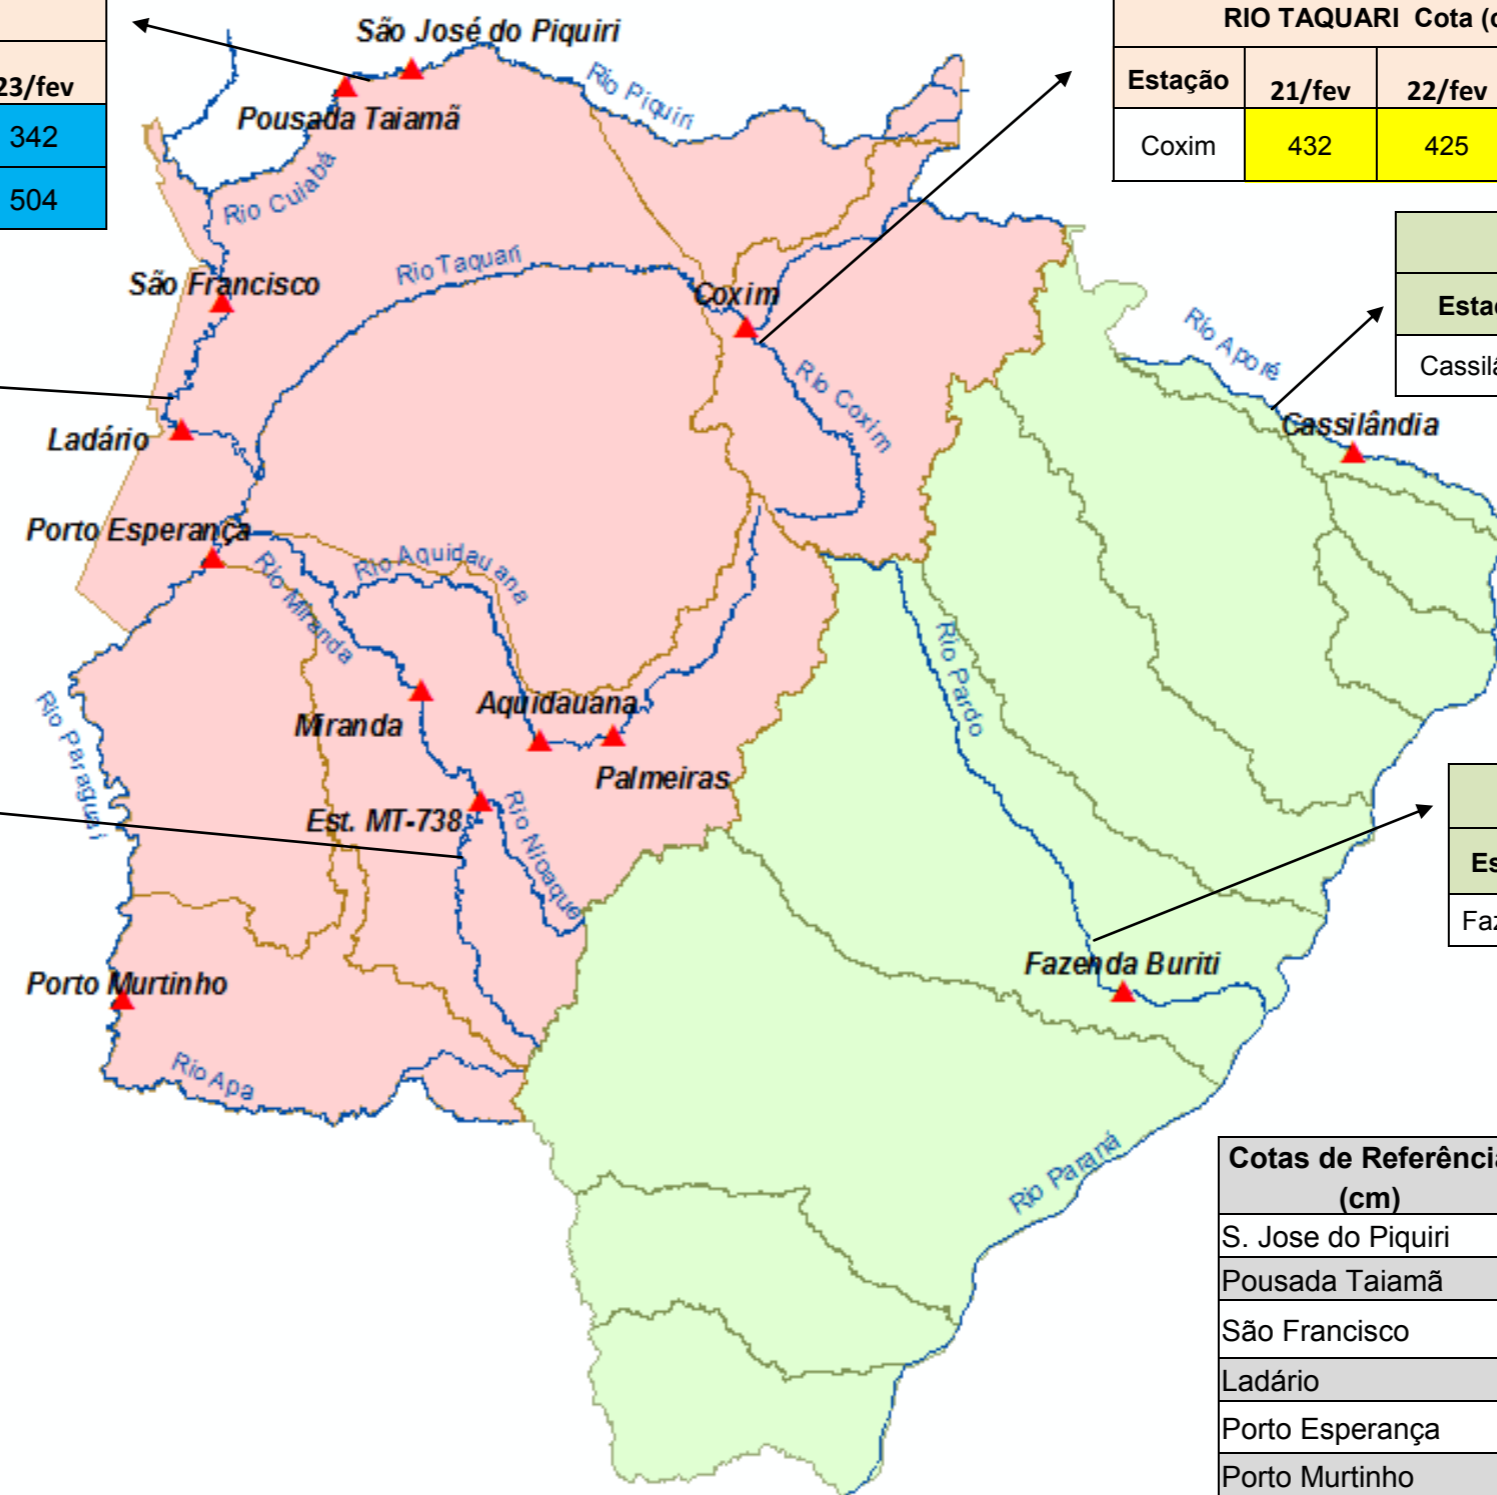 23/fev
342
504
RIO TAQUARI Cota (c
Estação 21/fev 22/fev
Coxim 432 425
São José do Piquiri
Pousada Taiamã
Rio Piquiri
Rio Cuiabá
São Francisco
Rio Taquari
Coxim
Rio Coxim
Esta
Cassil
Rio Aporé
Cassilândia
Ladário
Porto Esperança
Rio Miranda
Rio Aquidauana
Rio Pardo
Rio Paraguai
Miranda
Aquidauana
Palmeiras
Est. MT-738
Rio Nioaque
Es
Faz
Fazenda Buriti
Porto Murtinho
Rio Apa
Rio Paraná
Cotas de Referência
(cm)
S. Jose do Piquiri
Pousada Taiamã
São Francisco
Ladário
Porto Esperança
Porto Murtinho